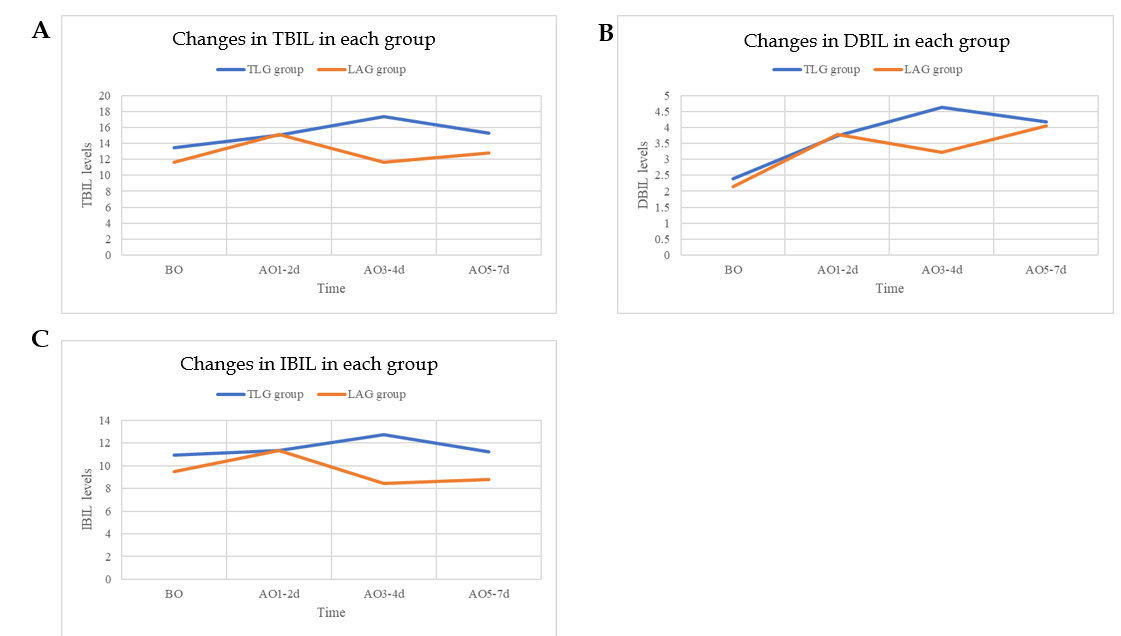 A
Changes in TBIL in each group
TLG group LAG group
20
18
16
14
12
10
8
6
4
2
0
TBIL levels
BO AO1-2d AO3-4d AO5-7d
Time
B
Changes in DBIL in each group
TLG group LAG group
5
4.5
4
3.5
3
2.5
2
1.5
1
0.5
0
DBIL levels
BO AO1-2d AO3-4d AO5-7d
Time
C
Changes in IBIL in each group
TLG group LAG group
14
12
10
8
6
4
2
0
IBIL levels
BO AO1-2d AO3-4d AO5-7d
Time